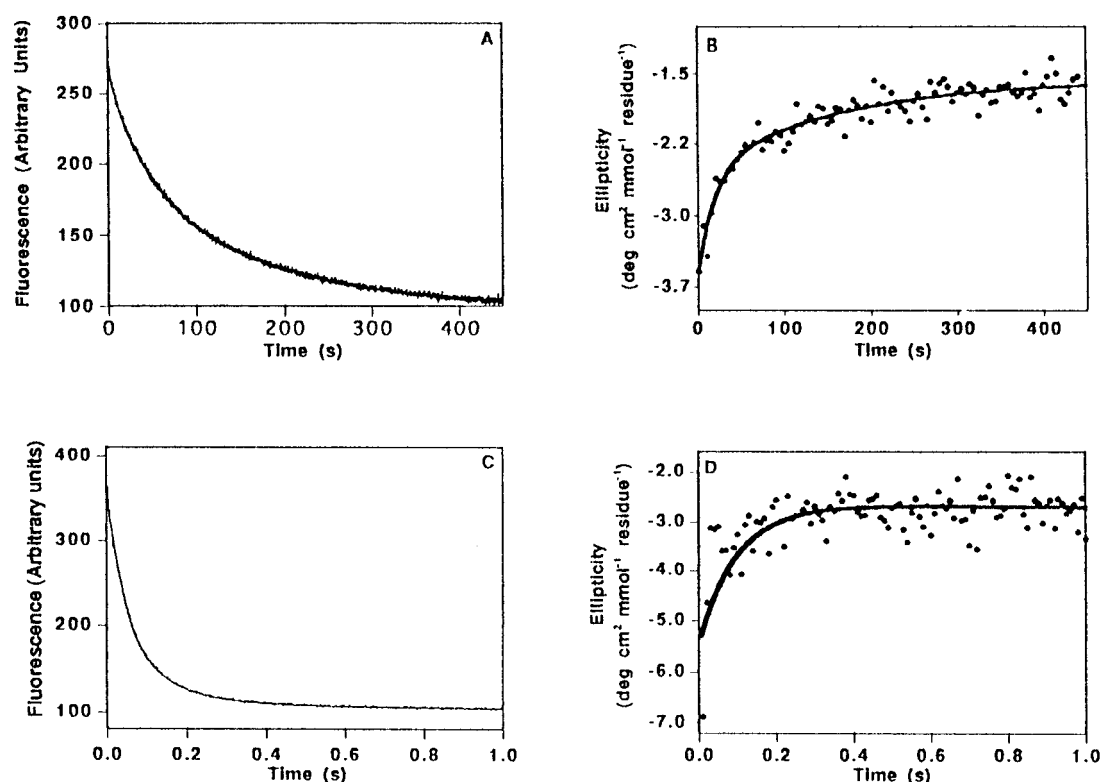 A
Fluorescence (Arbitrary Units)
300
250
200
150
100
0 100 200 300 400
Time (s)
B
Ellipticity
(deg cm² mmol⁻¹ residue⁻¹)
-1.5
-2.2
-3.0
-3.7
0 100 200 300 400
Time (s)
C
Fluorescence (Arbitrary units)
400
300
200
100
0.0 0.2 0.4 0.6 0.8 1.0
Time (s)
D
Ellipticity
(deg cm² mmol⁻¹ residue⁻¹)
-2.0
-3.0
-4.0
-5.0
-6.0
-7.0
0.0 0.2 0.4 0.6 0.8 1.0
Time (s)